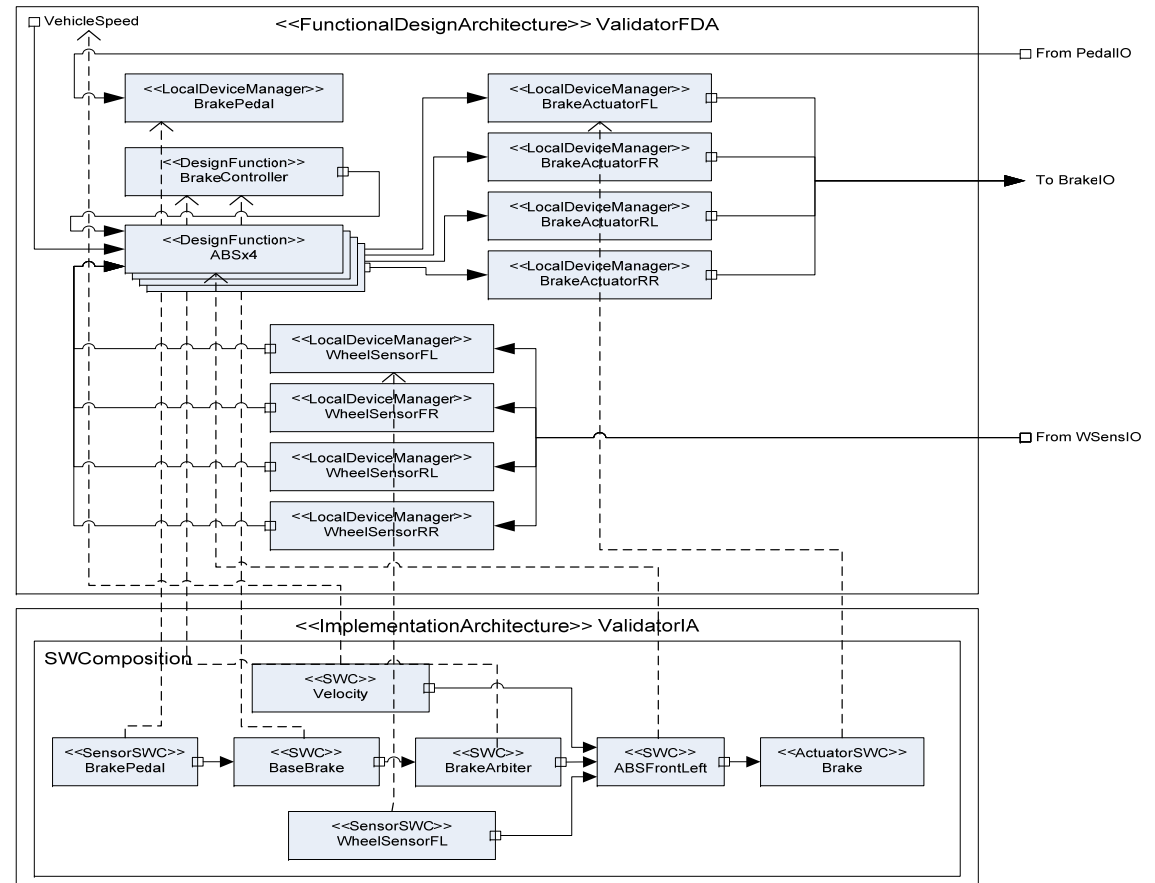 VehicleSpeed
<<FunctionalDesignArchitecture>> ValidatorFDA
From PedalIO
<<LocalDeviceManager>>
BrakePedal
<<LocalDeviceManager>>
BrakeActuatorFL
<<DesignFunction>>
BrakeController
<<LocalDeviceManager>>
BrakeActuatorFR
To BrakeIO
<<LocalDeviceManager>>
BrakeActuatorRL
<<DesignFunction>>
ABSx4
<<LocalDeviceManager>>
BrakeActuatorRR
<<LocalDeviceManager>>
WheelSensorFL
<<LocalDeviceManager>>
WheelSensorFR
From WSensIO
<<LocalDeviceManager>>
WheelSensorRL
<<LocalDeviceManager>>
WheelSensorRR
<<ImplementationArchitecture>> ValidatorIA
SWComposition
<<SWC>>
Velocity
<<SensorSWC>>
BrakePedal
<<SWC>>
BaseBrake
<<SWC>>
BrakeArbiter
<<SWC>>
ABSFrontLeft
<<ActuatorSWC>>
Brake
<<SensorSWC>>
WheelSensorFL